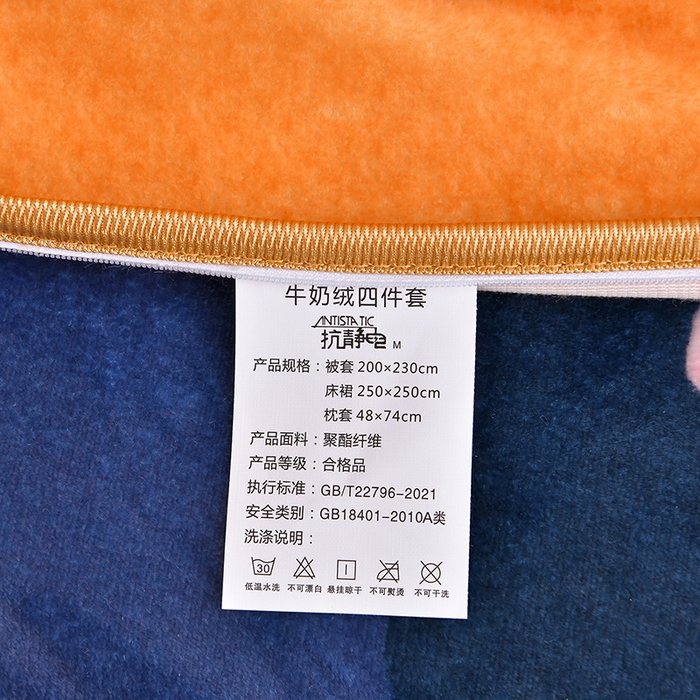 牛奶绒四件套
ANTISTATIC
抗静电 M
产品规格：被套 200×230cm
床裙 250×250cm
枕套 48×74cm
产品面料：聚酯纤维
产品等级：合格品
执行标准：GB/T22796-2021
安全类别：GB18401-2010A类
洗涤说明：
30
低温水洗 不可漂白 悬挂晾干 不可熨烫 不可干洗